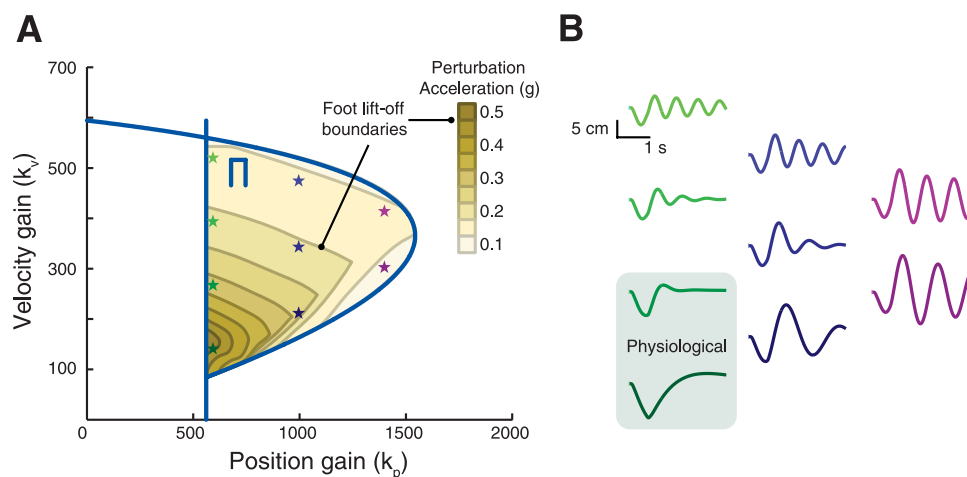 A
B
700
500
300
100
0
500
1000
1500
2000
Velocity gain (kv)
Position gain (kp)
Π
Foot lift-off
boundaries
Perturbation
Acceleration (g)
0.5
0.4
0.3
0.2
0.1
5 cm
1 s
Physiological